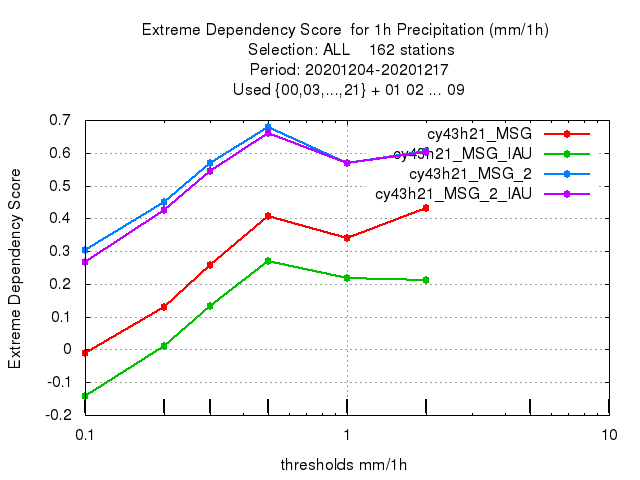 Extreme Dependency Score  for 1h Precipitation (mm/1h)
Selection: ALL    162 stations
Period: 20201204-20201217
Used {00,03,...,21} + 01 02 ... 09
0.7
0.6
0.5
0.4
0.3
0.2
0.1
0
-0.1
-0.2
Extreme Dependency Score
cy43h21_MSG
cy43h21_MSG_IAU
cy43h21_MSG_2
cy43h21_MSG_2_IAU
0.1
1
10
thresholds mm/1h